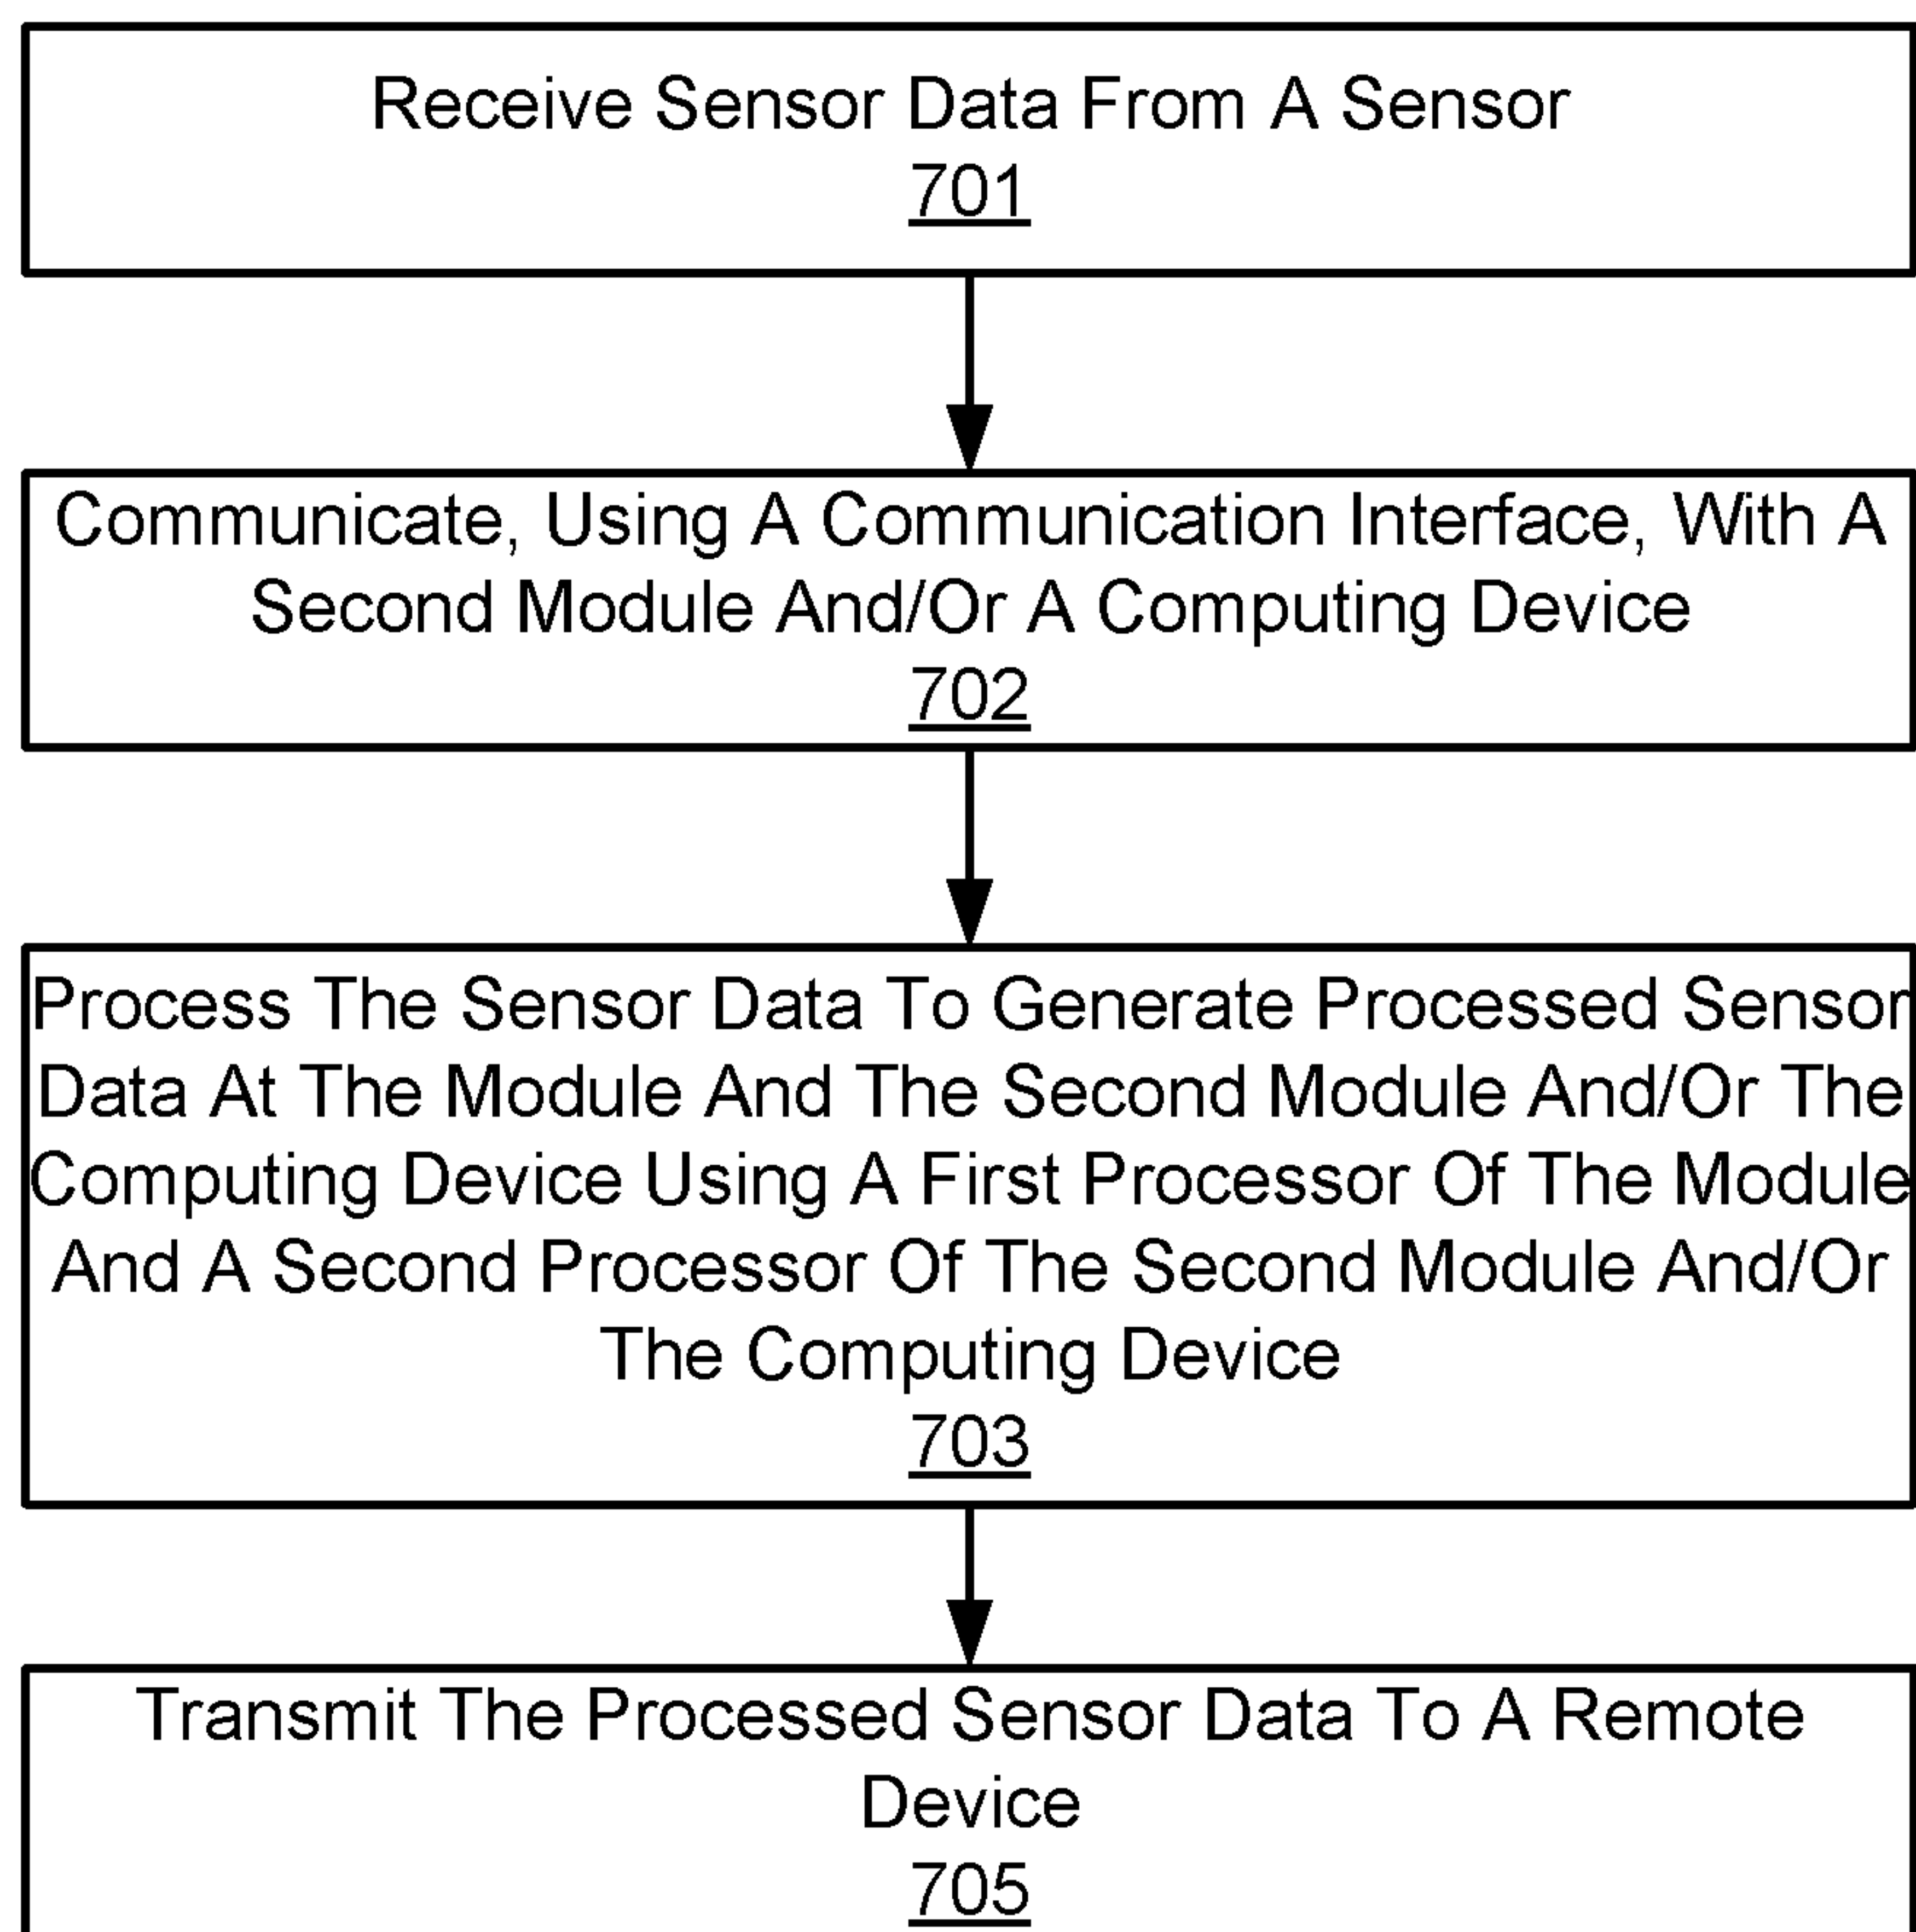 Receive Sensor Data From A Sensor
701
Communicate, Using A Communication Interface, With A
Second Module And/Or A Computing Device
702
Process The Sensor Data To Generate Processed Sensor
Data At The Module And The Second Module And/Or The
Computing Device Using A First Processor Of The Module
And A Second Processor Of The Second Module And/Or
The Computing Device
703
Transmit The Processed Sensor Data To A Remote
Device
705